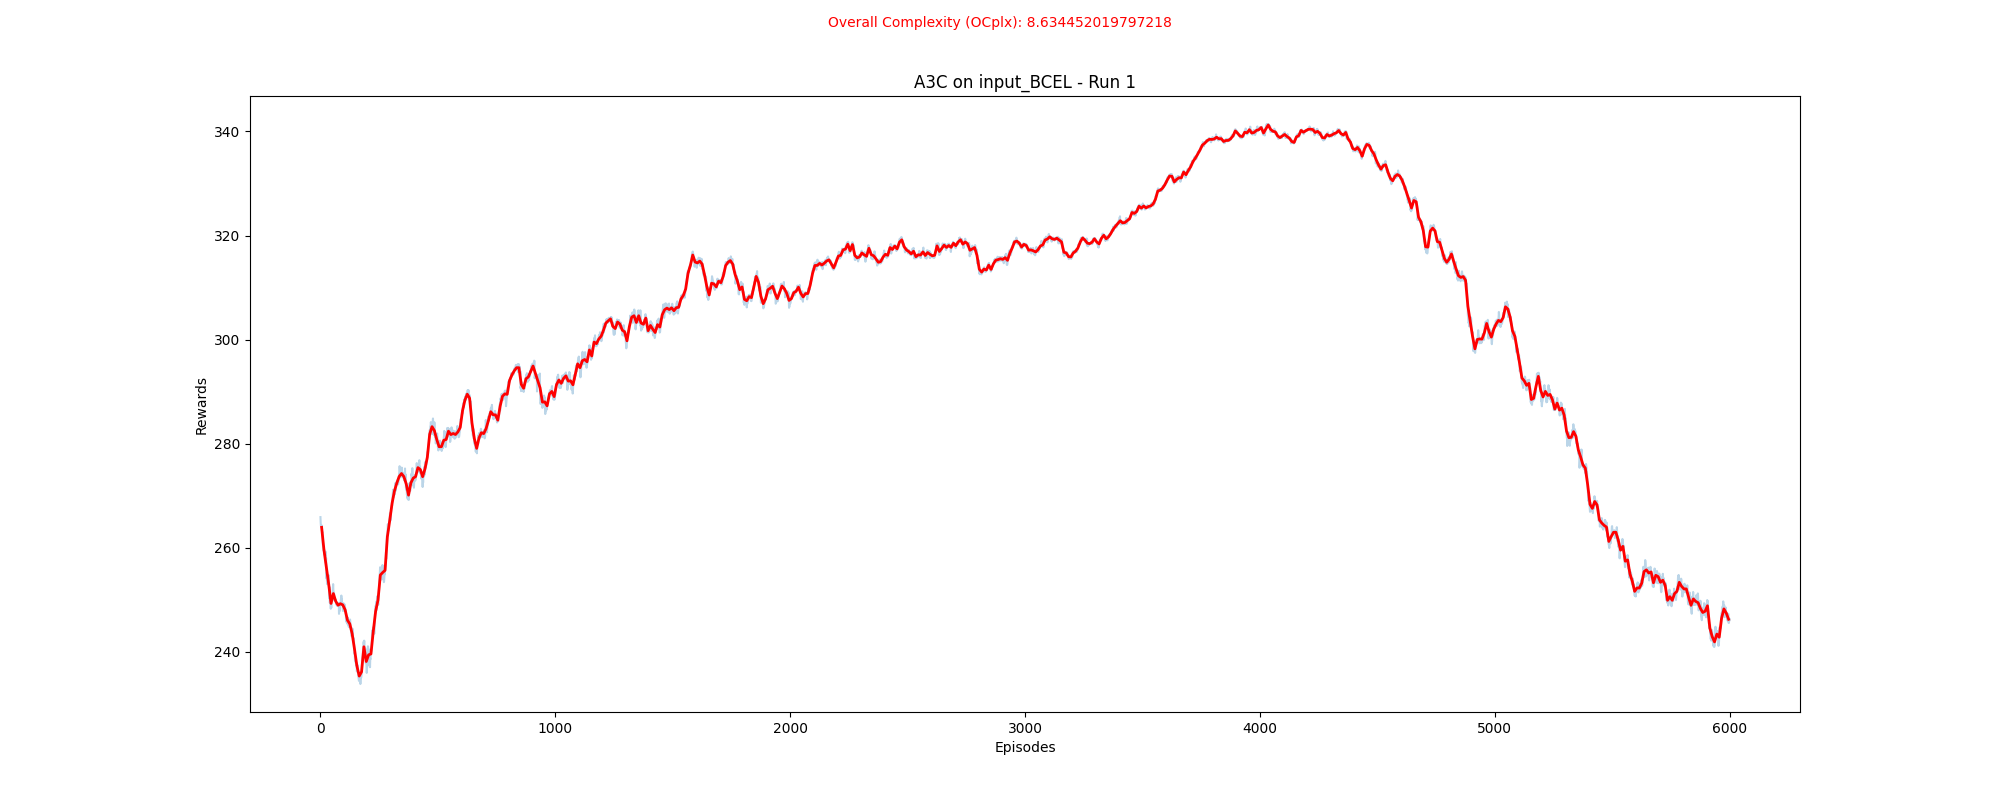 Overall Complexity (OCplx): 8.634452019797218
A3C on input_BCEL - Run 1
340
320
300
280
260
240
Rewards
0 1000 2000 3000 4000 5000 6000
Episodes